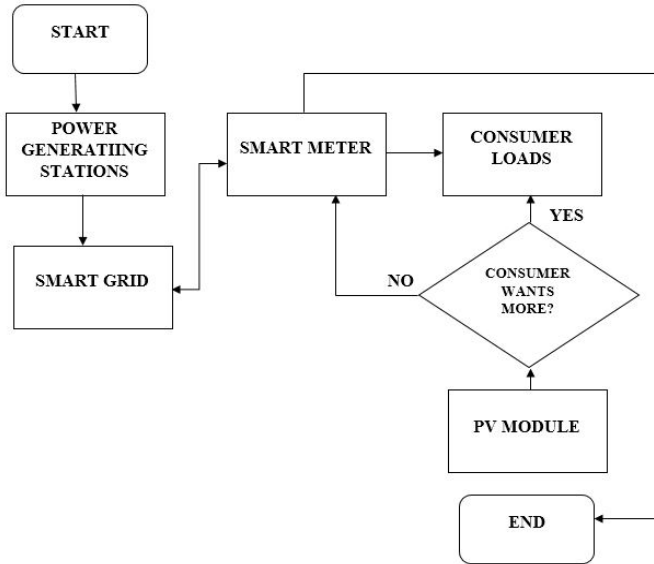 START
POWER
GENERATIING
STATIONS
SMART METER
CONSUMER
LOADS
YES
SMART GRID
NO
CONSUMER
WANTS
MORE?
PV MODULE
END